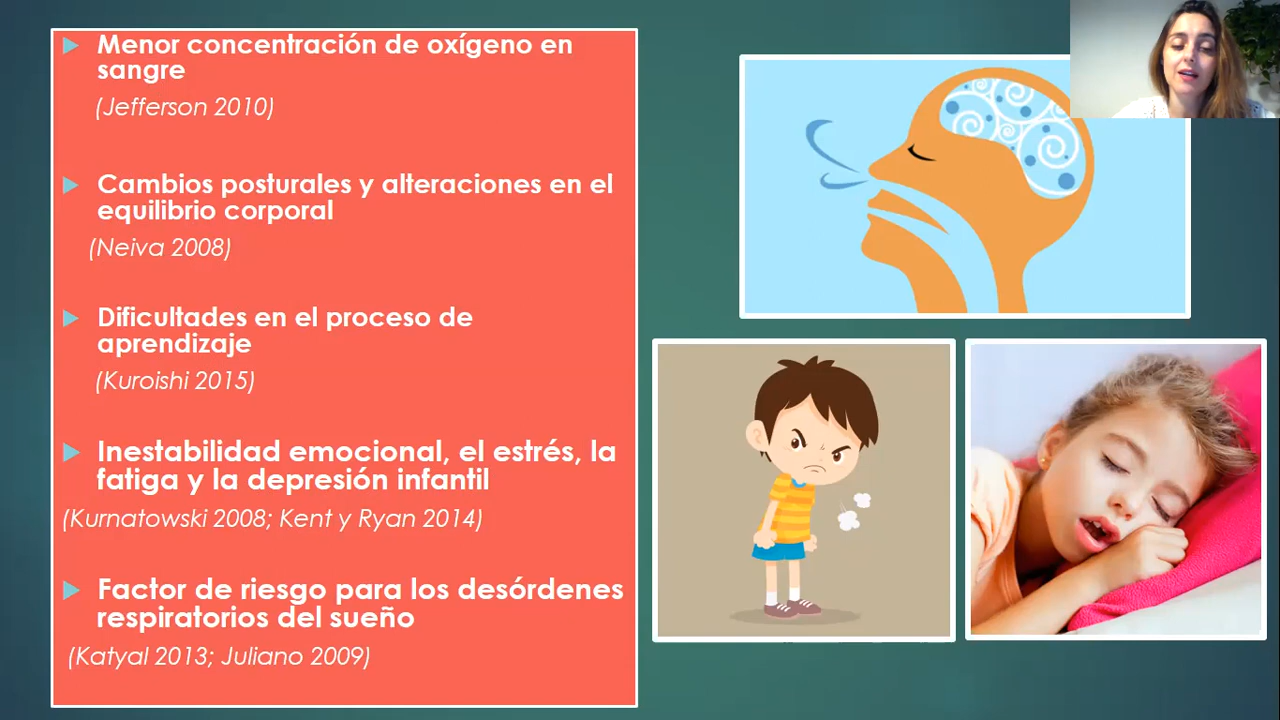 Menor concentración de oxígeno en
sangre
(Jefferson 2010)
Cambios posturales y alteraciones en el
equilibrio corporal
(Neiva 2008)
Dificultades en el proceso de
aprendizaje
(Kuroishi 2015)
Inestabilidad emocional, el estrés, la
fatiga y la depresión infantil
(Kurnatowski 2008; Kent y Ryan 2014)
Factor de riesgo para los desórdenes
respiratorios del sueño
(Katyal 2013; Juliano 2009)